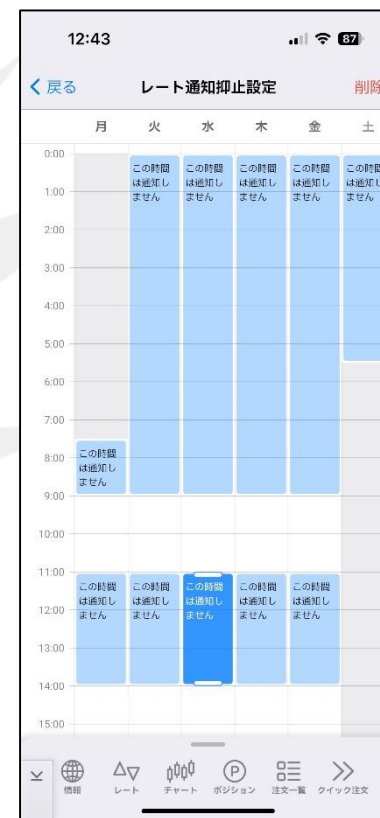 12:43
87
戻る
レート通知抑止設定
削除
月 火 水 木 金 土
0:00
この時間
は通知し
ません
この時間
は通知し
ません
この時間
は通知し
ません
この時間
は通知し
ません
この時間
は通知し
ません
1:00
2:00
3:00
4:00
5:00
6:00
7:00
8:00
この時間
は通知し
ません
9:00
10:00
11:00
この時間
は通知し
ません
この時間
は通知し
ません
この時間
は通知し
ません
この時間
は通知し
ません
この時間
は通知し
ません
12:00
13:00
14:00
15:00
情報
レート
チャート
P
ポジション
注文一覧
クイック注文